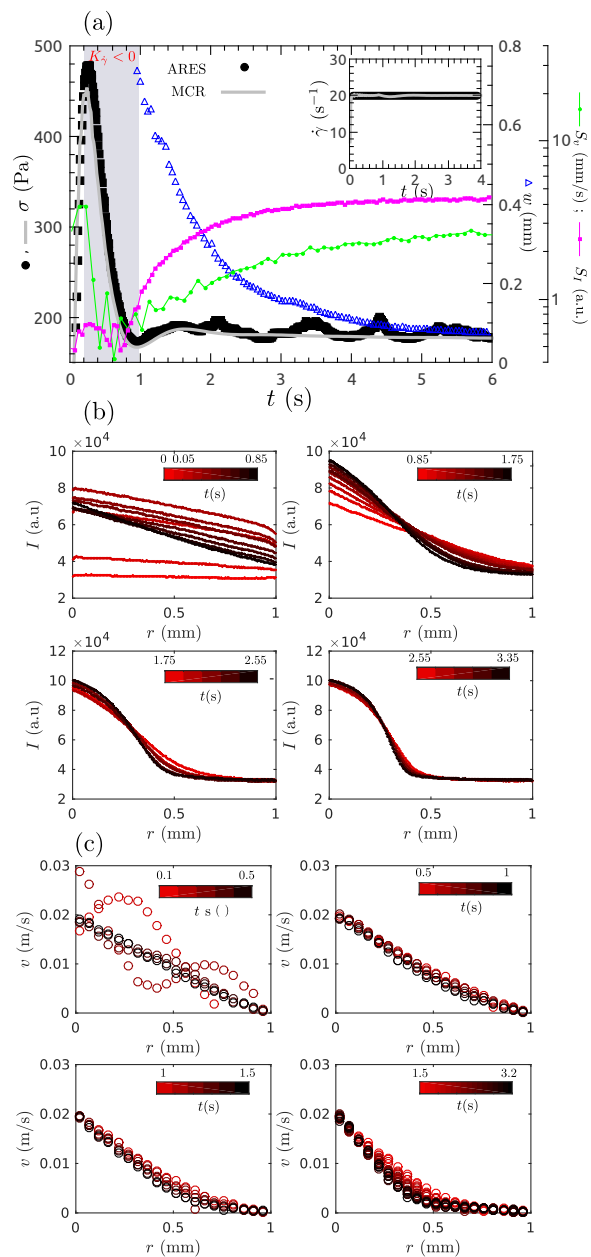 (a)
500
400
300
200
σ (Pa)
0 1 2 3 4 5 6
t (s)
K_γ̇ < 0
ARES
MCR
30
20
10
0
γ̇ (s⁻¹)
0 1 2 3 4
t (s)
0.8
0.6
0.4
0.2
0
w (mm)
10
1
S_v (mm/s) ; S_I (a.u.)
(b)
×10⁴
10
8
6
4
2
I (a.u)
0 0.05 0.85
t(s)
0 0.5 1
r (mm)
×10⁴
10
8
6
4
2
I (a.u)
0.85 1.75
t(s)
0 0.5 1
r (mm)
×10⁴
10
8
6
4
2
I (a.u)
1.75 2.55
t(s)
0 0.5 1
r (mm)
×10⁴
10
8
6
4
2
I (a.u)
2.55 3.35
t(s)
0 0.5 1
r (mm)
(c)
0.03
0.02
0.01
0
v (m/s)
0.1 0.5
t s ( )
0 0.5 1
r (mm)
0.03
0.02
0.01
0
v (m/s)
0.5 1
t(s)
0 0.5 1
r (mm)
0.03
0.02
0.01
0
v (m/s)
1 1.5
t(s)
0 0.5 1
r (mm)
0.03
0.02
0.01
0
v (m/s)
1.5 3.2
t(s)
0 0.5 1
r (mm)